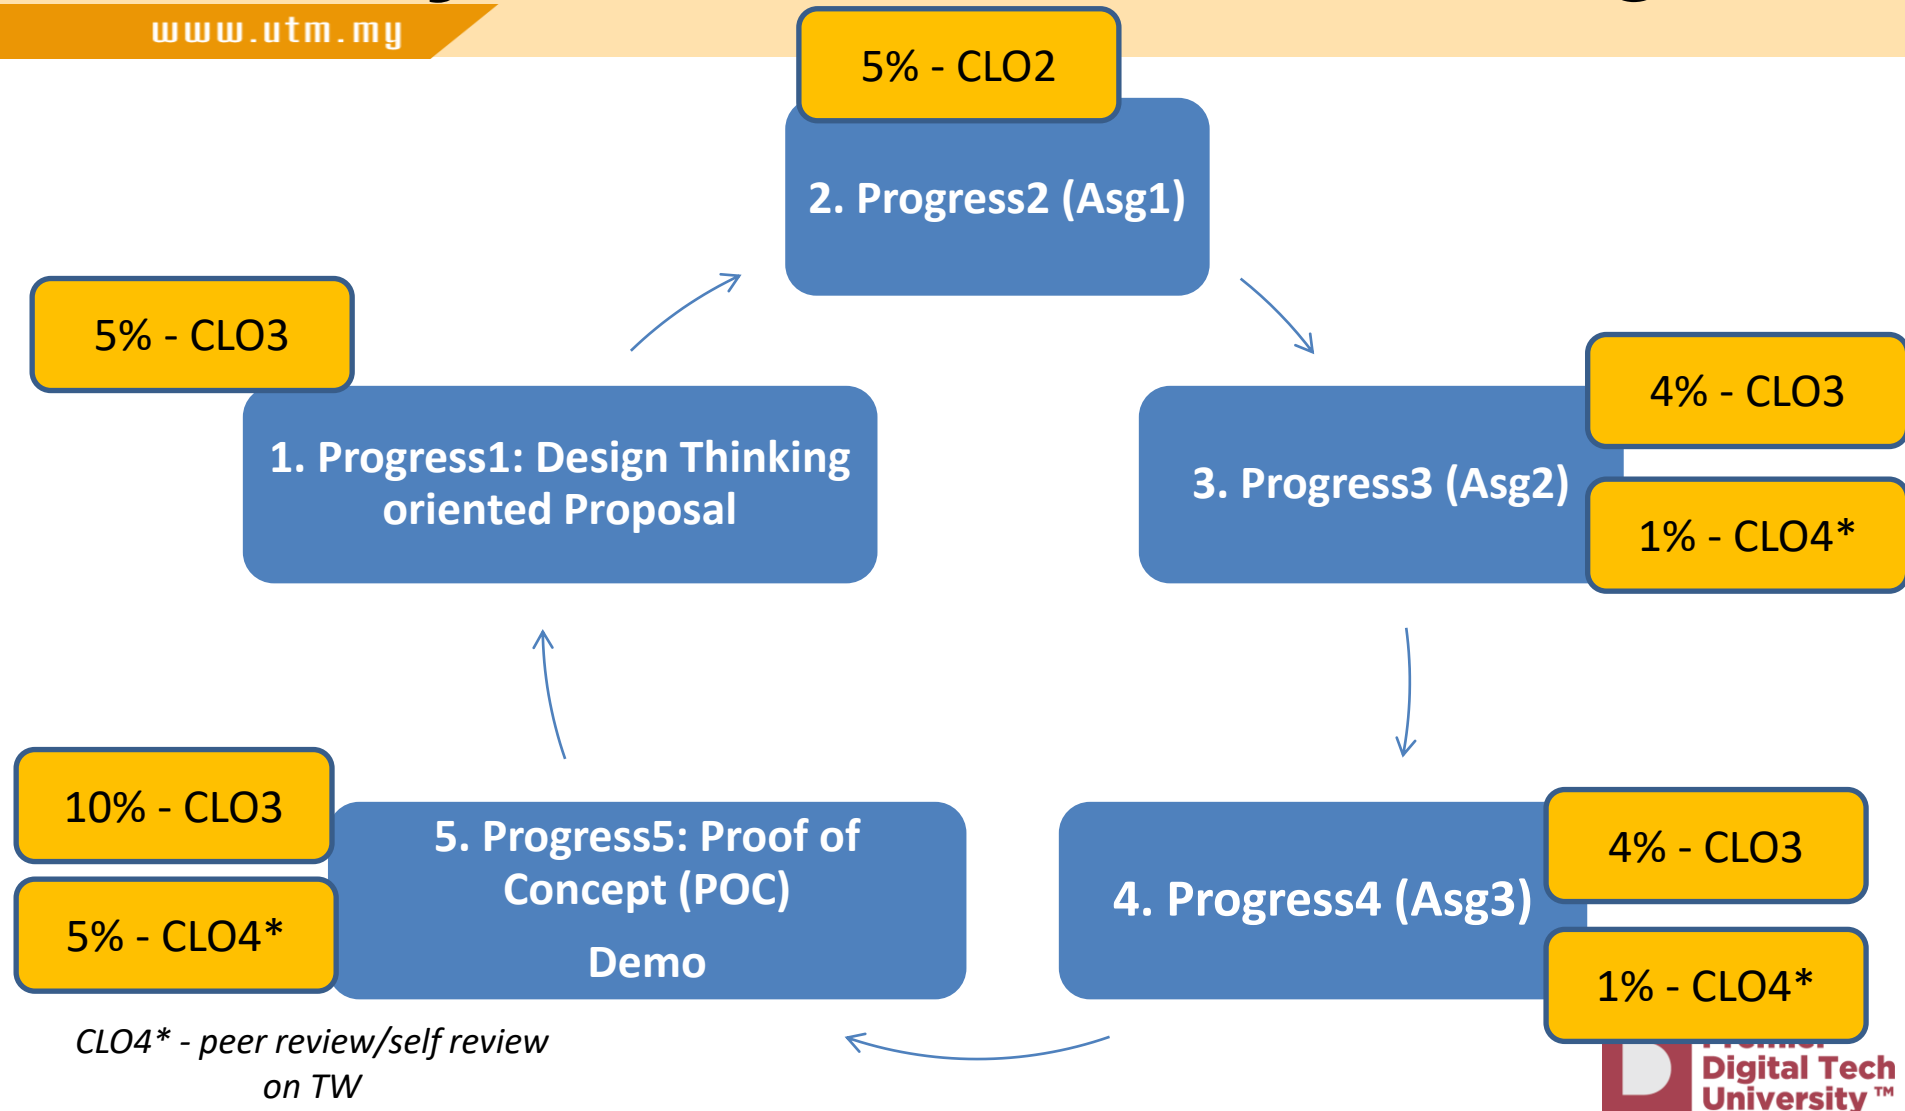 www.utm.my
5% - CLO2
2. Progress2 (Asg1)
5% - CLO3
1. Progress1: Design Thinking
oriented Proposal
4% - CLO3
3. Progress3 (Asg2)
1% - CLO4*
10% - CLO3
5. Progress5: Proof of
Concept (POC)
Demo
5% - CLO4*
4% - CLO3
4. Progress4 (Asg3)
1% - CLO4*
CLO4* - peer review/self review
on TW
Digital Tech
University™